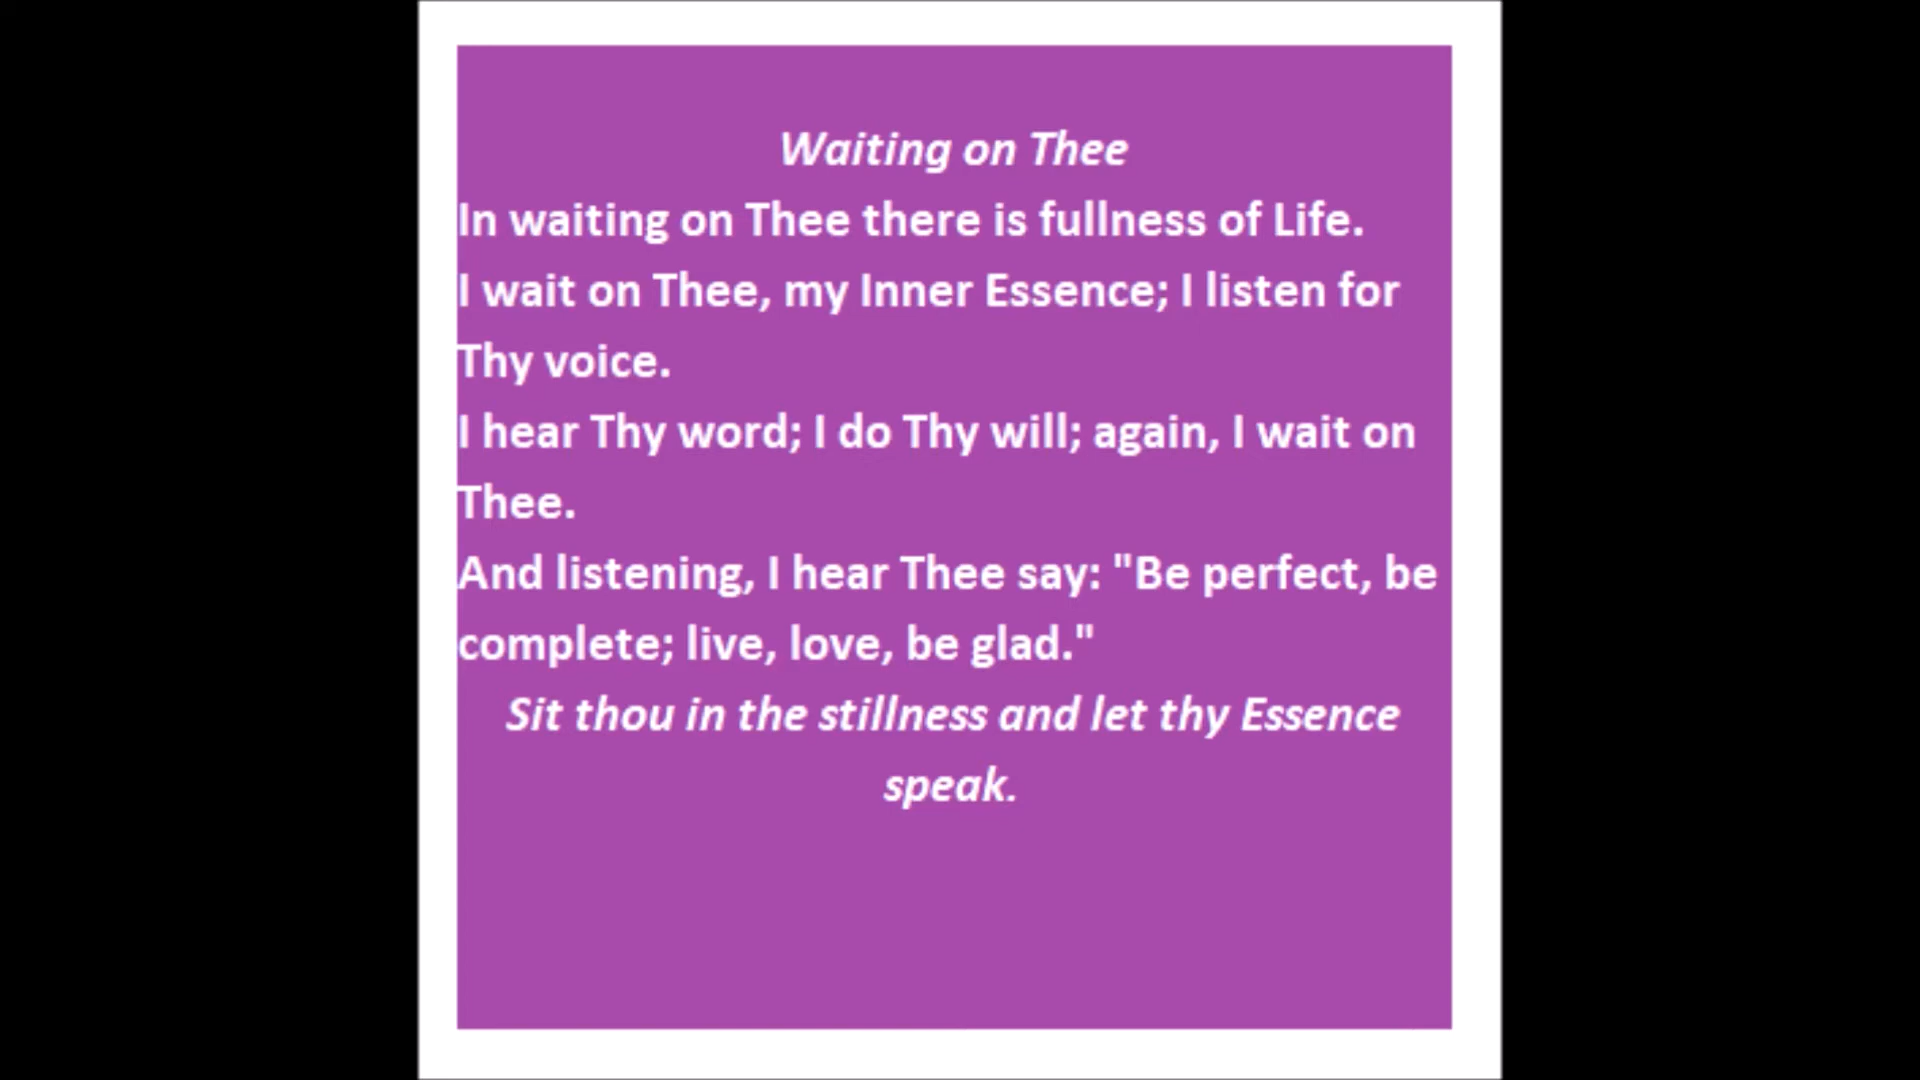 Waiting on Thee
In waiting on Thee there is fullness of Life.
I wait on Thee, my Inner Essence; I listen for
Thy voice.
I hear Thy word; I do Thy will; again, I wait on
Thee.
And listening, I hear Thee say: "Be perfect, be
complete; live, love, be glad."
Sit thou in the stillness and let thy Essence
speak.